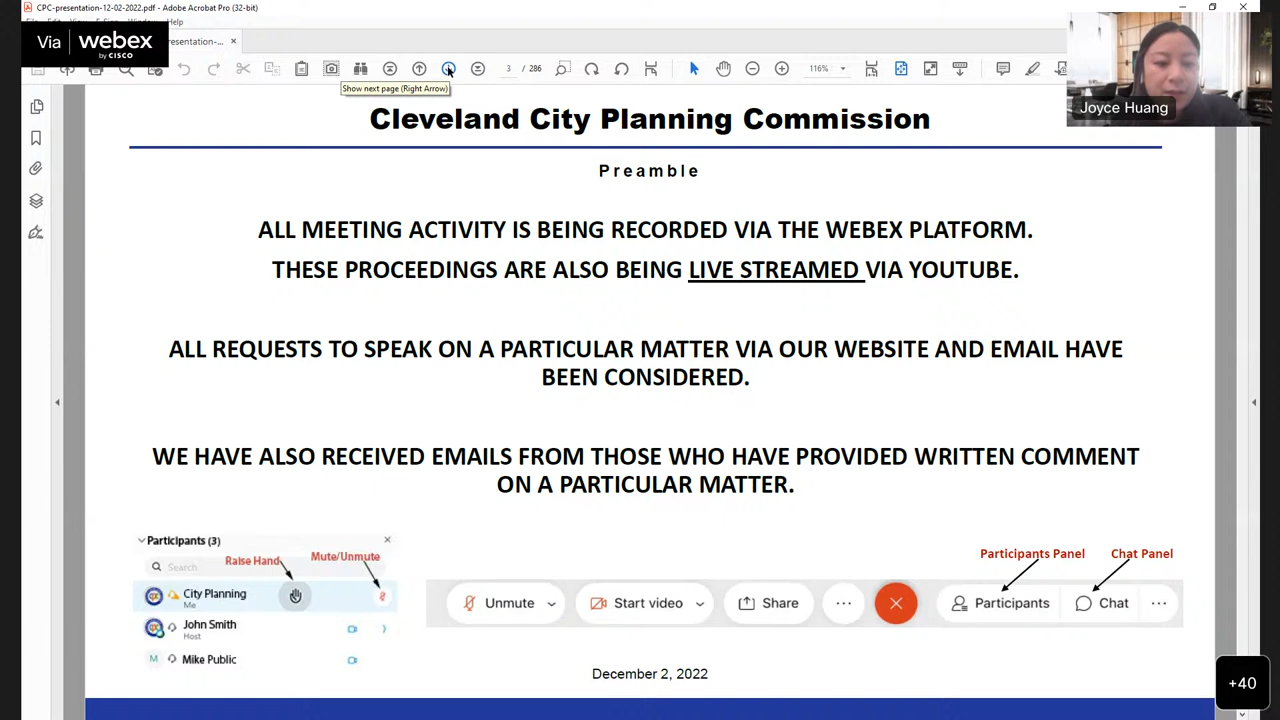 CPC-presentation-12-02-2022.pdf - Adobe Acrobat Pro (32-bit)
Help
Via webex
by CISCO
resentation-...
3 / 286
116%
Show next page (Right Arrow)
Joyce Huang
Cleveland City Planning Commission
Preamble
ALL MEETING ACTIVITY IS BEING RECORDED VIA THE WEBEX PLATFORM.
THESE PROCEEDINGS ARE ALSO BEING LIVE STREAMED VIA YOUTUBE.
ALL REQUESTS TO SPEAK ON A PARTICULAR MATTER VIA OUR WEBSITE AND EMAIL HAVE
BEEN CONSIDERED.
WE HAVE ALSO RECEIVED EMAILS FROM THOSE WHO HAVE PROVIDED WRITTEN COMMENT
ON A PARTICULAR MATTER.
Participants (3)
Raise Hand
Mute/Unmute
Search
City Planning
Me
John Smith
Host
M Mike Public
Participants Panel
Chat Panel
Unmute
Start video
Share
Participants
Chat
December 2, 2022
+40